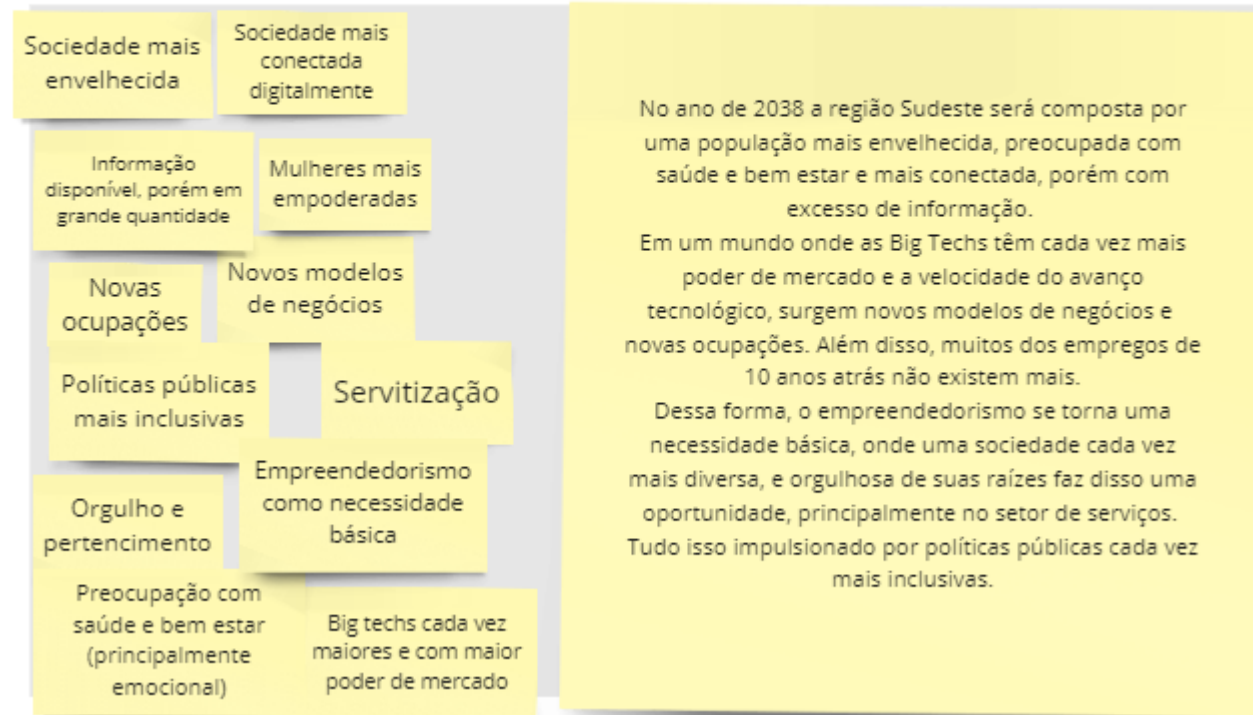 Sociedade mais
envelhecida
Sociedade mais
conectada
digitalmente
Informação
disponível, porém em
grande quantidade
Mulheres mais
empoderadas
Novas
ocupações
Novos modelos
de negócios
Políticas públicas
mais inclusivas
Servitização
Orgulho e
pertencimento
Empreendedorismo
como necessidade
básica
Preocupação com
saúde e bem estar
(principalmente
emocional)
Big techs cada vez
maiores e com maior
poder de mercado
No ano de 2038 a região Sudeste será composta por
uma população mais envelhecida, preocupada com
saúde e bem estar e mais conectada, porém com
excesso de informação.
Em um mundo onde as Big Techs têm cada vez mais
poder de mercado e a velocidade do avanço
tecnológico, surgem novos modelos de negócios e
novas ocupações. Além disso, muitos dos empregos de
10 anos atrás não existem mais.
Dessa forma, o empreendedorismo se torna uma
necessidade básica, onde uma sociedade cada vez
mais diversa, e orgulhosa de suas raízes faz disso uma
oportunidade, principalmente no setor de serviços.
Tudo isso impulsionado por políticas públicas cada vez
mais inclusivas.